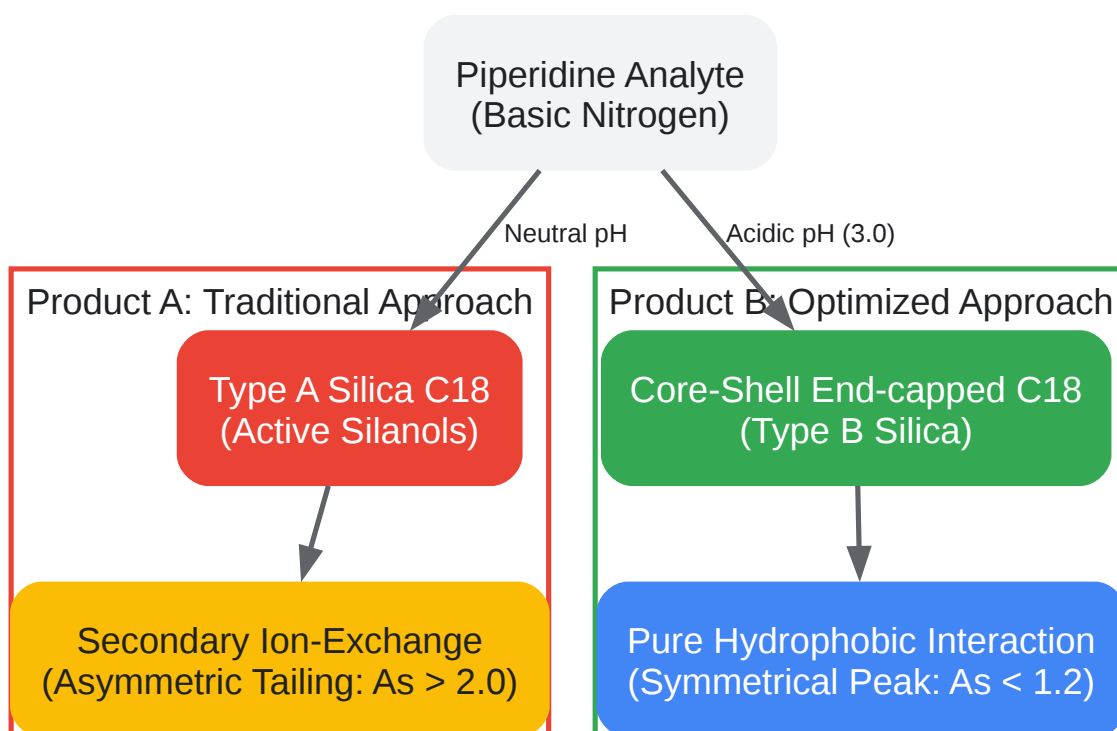 Piperidine Analyte
(Basic Nitrogen)
Neutral pH
Acidic pH (3.0)
Product A: Traditional Approach
Product B: Optimized Approach
Type A Silica C18
(Active Silanols)
Core-Shell End-capped C18
(Type B Silica)
Secondary Ion-Exchange
(Asymmetric Tailing: As > 2.0)
Pure Hydrophobic Interaction
(Symmetrical Peak: As < 1.2)